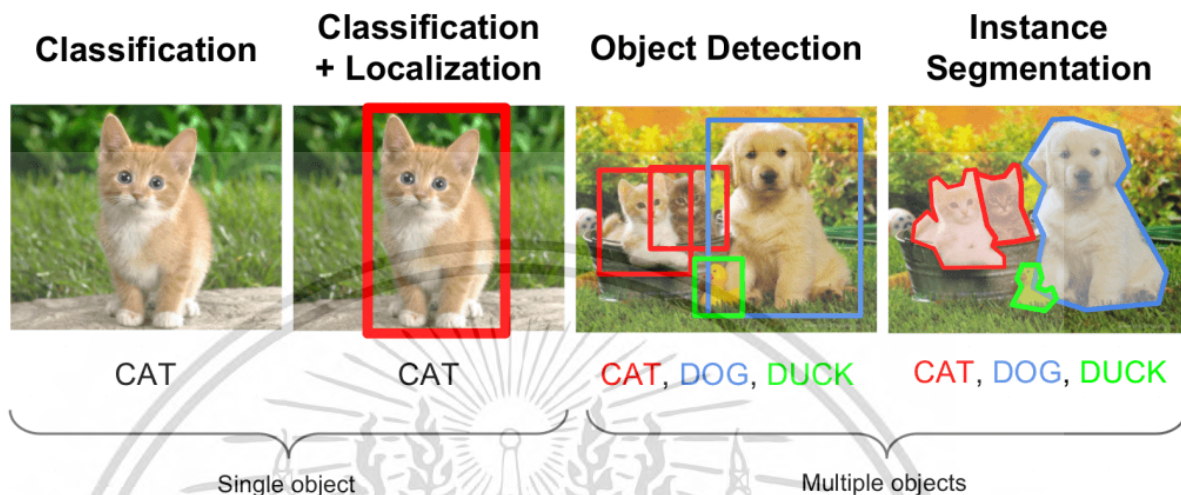 Classification
Classification
+ Localization
Object Detection
Instance
Segmentation
CAT
CAT
CAT, DOG, DUCK
CAT, DOG, DUCK
Single object
Multiple objects